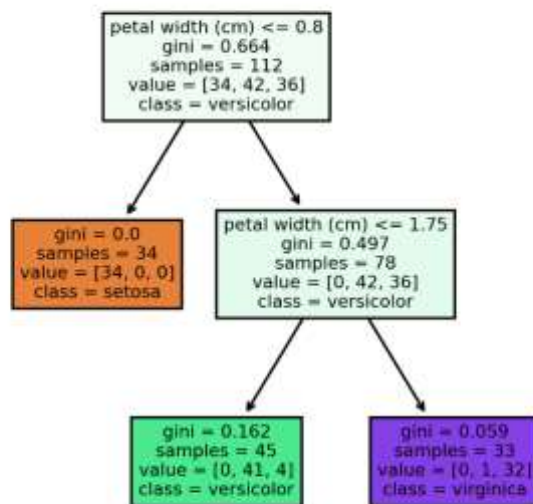 petal width (cm) <= 0.8
gini = 0.664
samples = 112
value = [34, 42, 36]
class = versicolor
gini = 0.0
samples = 34
value = [34, 0, 0]
class = setosa
petal width (cm) <= 1.75
gini = 0.497
samples = 78
value = [0, 42, 36]
class = versicolor
gini = 0.162
samples = 45
value = [0, 41, 4]
class = versicolor
gini = 0.059
samples = 33
value = [0, 1, 32]
class = virginica